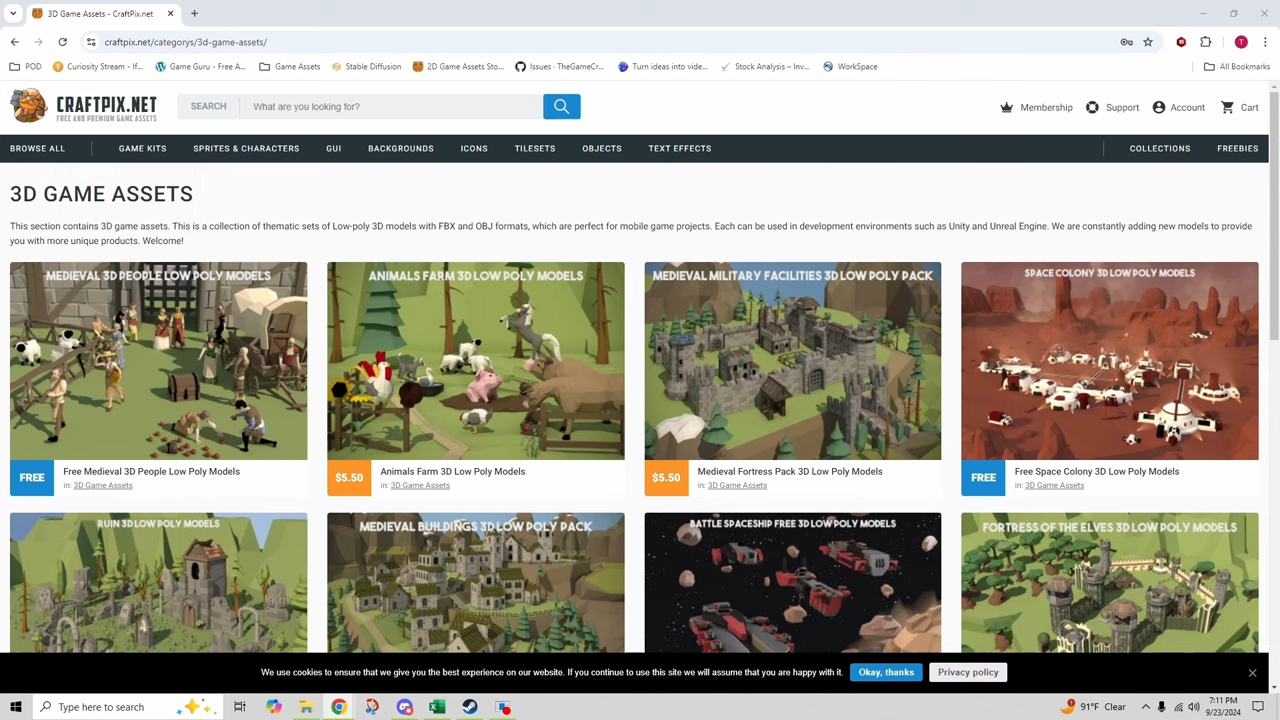 3D Game Assets - CraftPix.net
craftpix.net/categorys/3d-game-assets/
POD
Curiosity Stream - If...
Game Guru - Free A...
Game Assets
Stable Diffusion
2D Game Assets Sto...
Issues · TheGameCr...
Turn ideas into vide...
Stock Analysis – Inv...
WorkSpace
All Bookmarks
CRAFTPIX.NET
FREE AND PREMIUM GAME ASSETS
SEARCH
What are you looking for?
Membership
Support
Account
Cart
BROWSE ALL
GAME KITS
SPRITES & CHARACTERS
GUI
BACKGROUNDS
ICONS
TILESETS
OBJECTS
TEXT EFFECTS
COLLECTIONS
FREEBIES
3D GAME ASSETS
This section contains 3D game assets. This is a collection of thematic sets of Low-poly 3D models with FBX and OBJ formats, which are perfect for mobile game projects. Each can be used in development environments such as Unity and Unreal Engine. We are constantly adding new models to provide
you with more unique products. Welcome!
MEDIEVAL 3D PEOPLE LOW POLY MODELS
ANIMALS FARM 3D LOW POLY MODELS
MEDIEVAL MILITARY FACILITIES 3D LOW POLY PACK
SPACE COLONY 3D LOW POLY MODELS
FREE
Free Medieval 3D People Low Poly Models
in: 3D Game Assets
$5.50
Animals Farm 3D Low Poly Models
in: 3D Game Assets
$5.50
Medieval Fortress Pack 3D Low Poly Models
in: 3D Game Assets
FREE
Free Space Colony 3D Low Poly Models
in: 3D Game Assets
RUIN 3D LOW POLY MODELS
MEDIEVAL BUILDINGS 3D LOW POLY PACK
BATTLE SPACESHIP FREE 3D LOW POLY MODELS
FORTRESS OF THE ELVES 3D LOW POLY MODELS
We use cookies to ensure that we give you the best experience on our website. If you continue to use this site we will assume that you are happy with it.
Okay, thanks
Privacy policy
Type here to search
91°F Clear
7:11 PM
9/23/2024